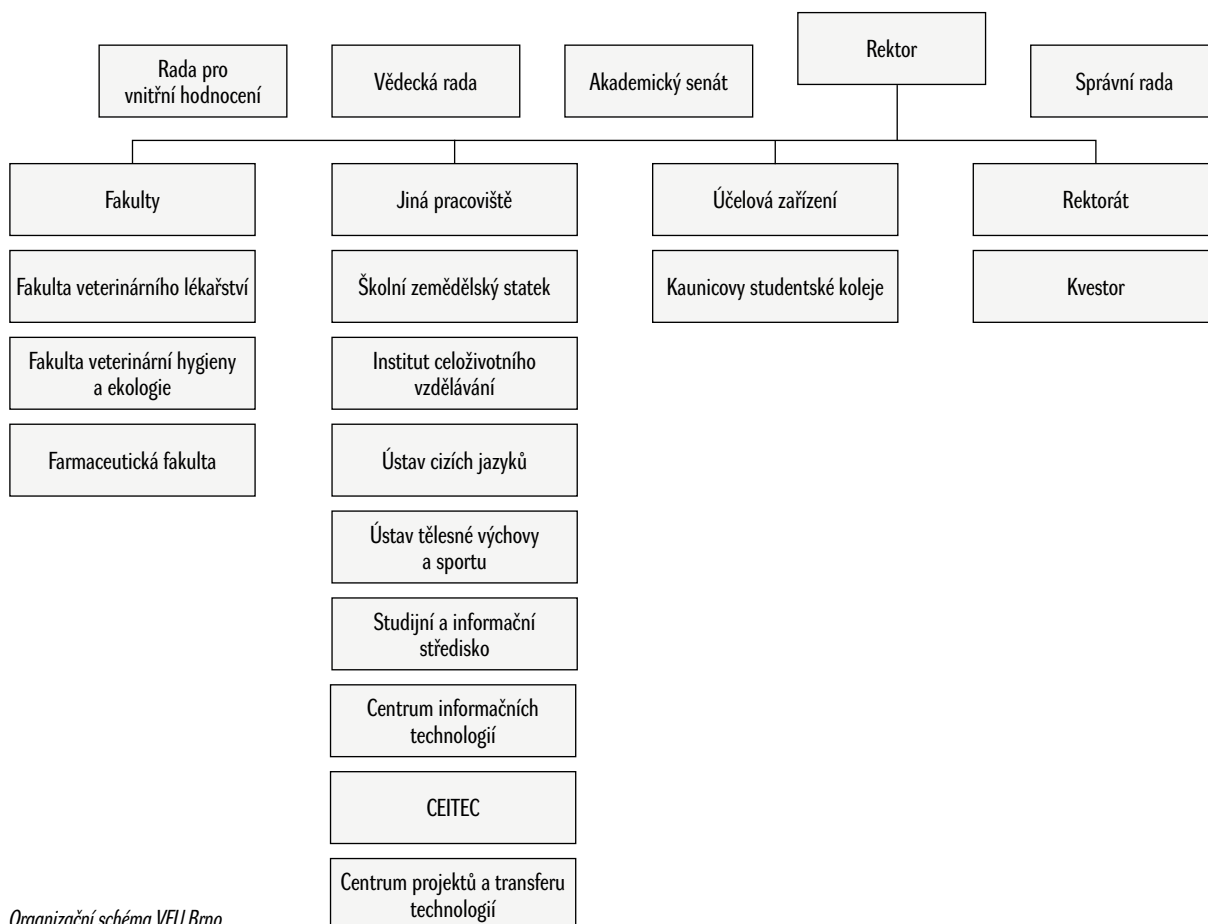 Rektor
Rada pro
vnitřní hodnocení
Vědecká rada
Akademický senát
Správní rada
Fakulty
Jiná pracoviště
Účelová zařízení
Rektorát
Fakulta veterinárního lékařství
Školní zemědělský statek
Kaunicovy studentské koleje
Kvestor
Fakulta veterinární hygieny
a ekologie
Institut celoživotního
vzdělávání
Farmaceutická fakulta
Ústav cizích jazyků
Ústav tělesné výchovy
a sportu
Studijní a informační
středisko
Centrum informačních
technologií
CEITEC
Centrum projektů a transferu
technologií
Organizační schéma VFU Brno